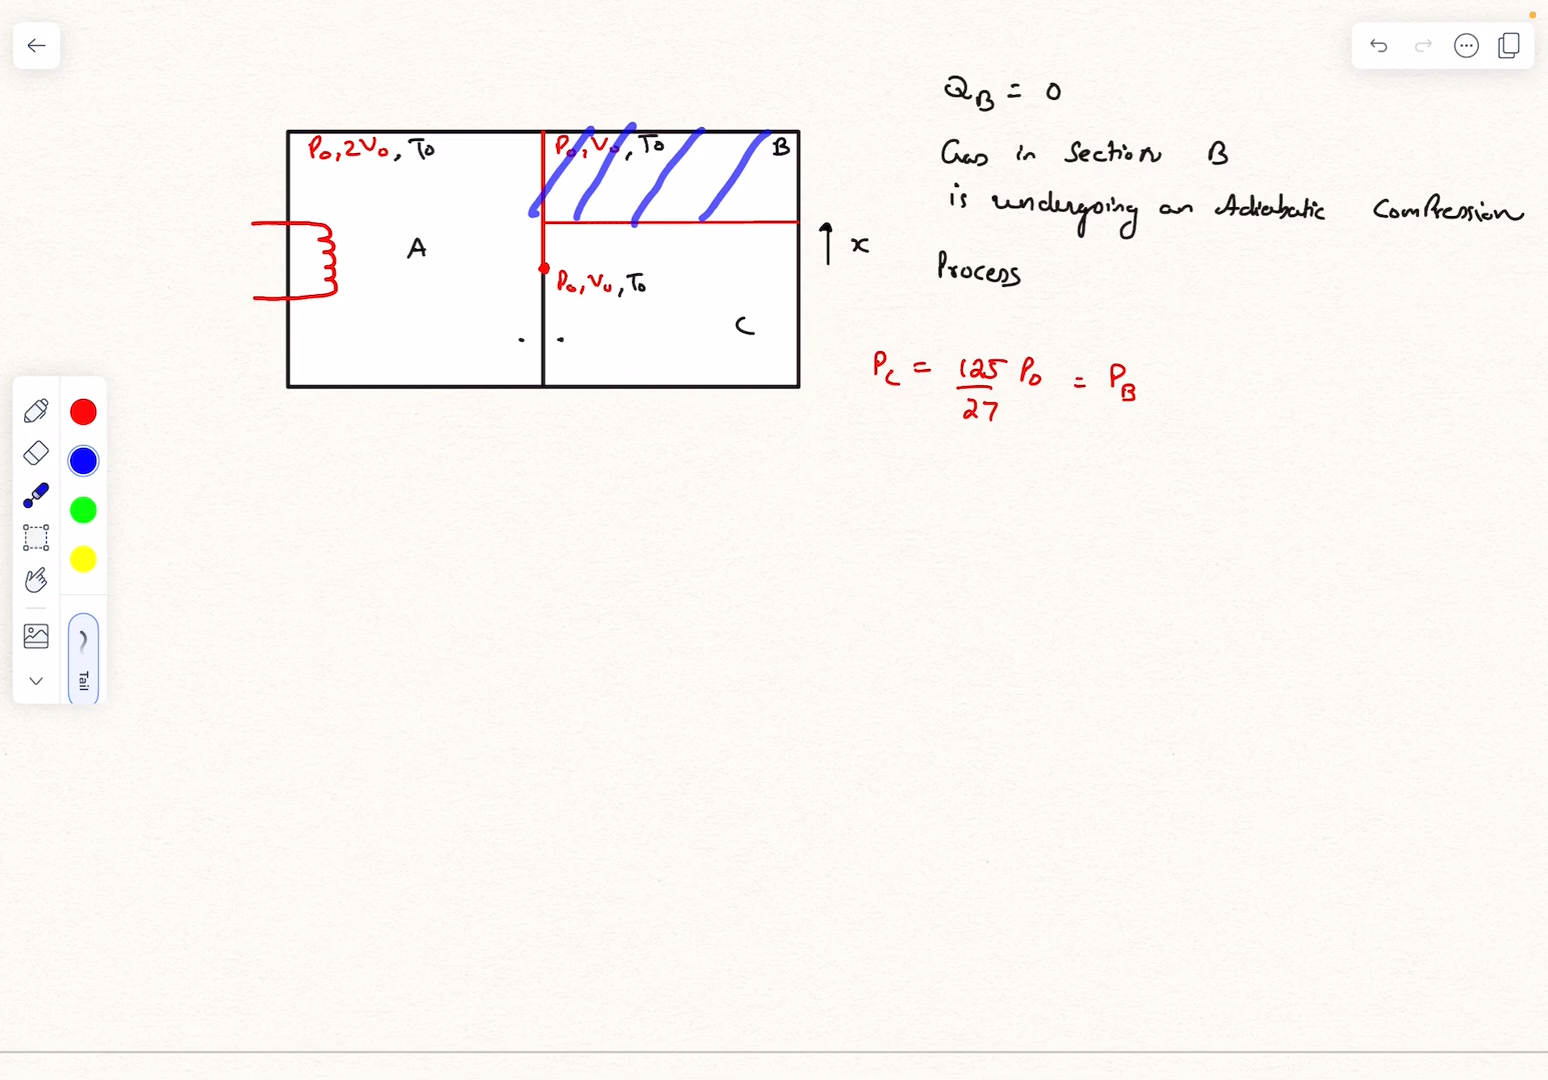 Q_B = 0
P₀, 2V₀, T₀
P₀, V₀, T₀
B
Gas in Section B
is undergoing an Adiabatic Compression
A
x
Process
P₀, V₀, T₀
C
P_C = 125/27 P₀ = P_B
Tail